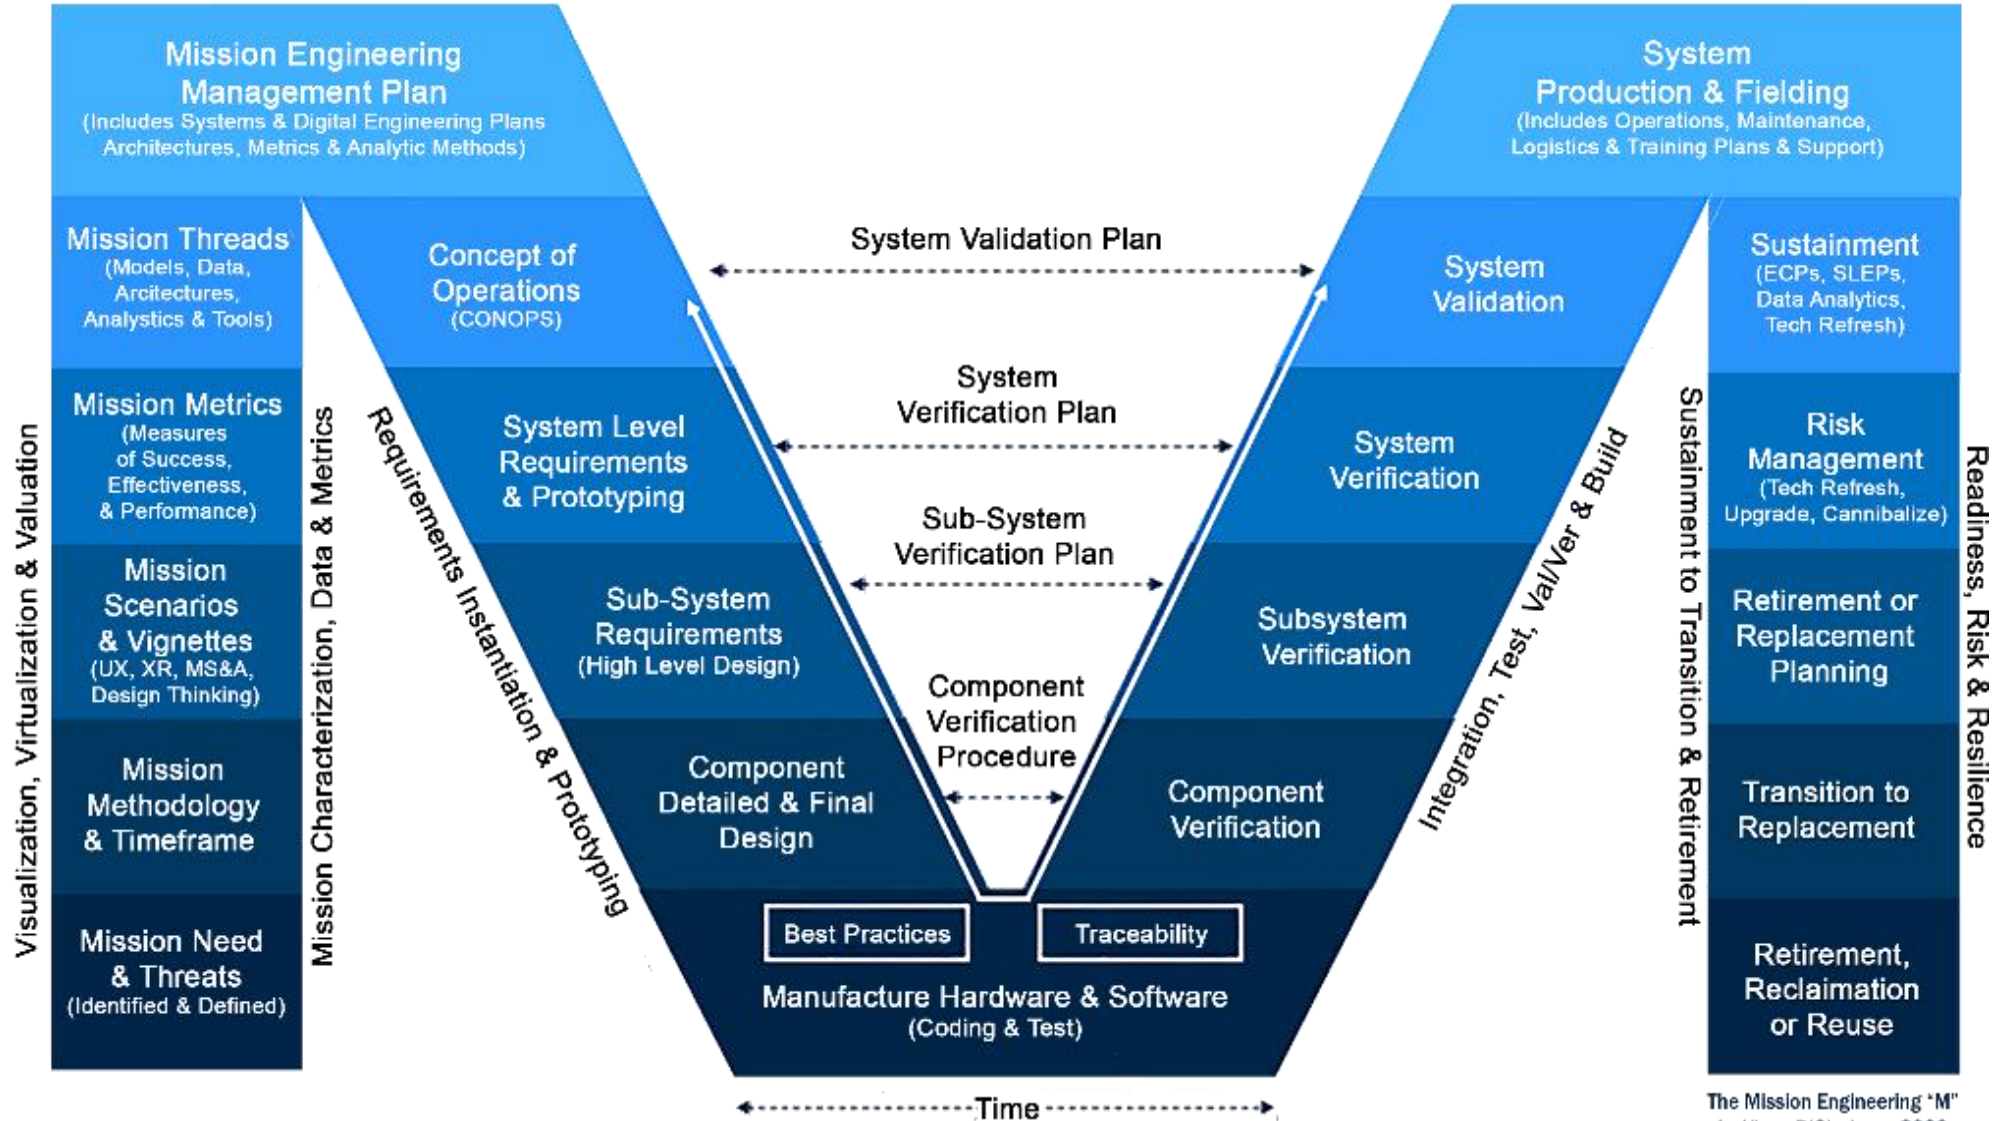 Mission Engineering
Management Plan
(Includes Systems & Digital Engineering Plans
Architectures, Metrics & Analytic Methods)
System
Production & Fielding
(Includes Operations, Maintenance,
Logistics & Training Plans & Support)
Visualization, Virtualization & Valuation
Mission Threads
(Models, Data,
Arcitectures,
Analystics & Tools)
Mission Metrics
(Measures
of Success,
Effectiveness,
& Performance)
Mission
Scenarios
& Vignettes
(UX, XR, MS&A,
Design Thinking)
Mission
Methodology
& Timeframe
Mission Need
& Threats
(Identified & Defined)
Mission Characterization, Data & Metrics
Requirements Instantiation & Prototyping
Concept of
Operations
(CONOPS)
System Level
Requirements
& Prototyping
Sub-System
Requirements
(High Level Design)
Component
Detailed & Final
Design
System Validation Plan
System
Verification Plan
Sub-System
Verification Plan
Component
Verification
Procedure
Best Practices
Traceability
Manufacture Hardware & Software
(Coding & Test)
Time
System
Validation
System
Verification
Subsystem
Verification
Component
Verification
Integration, Test, Val/Ver & Build
Sustainment to Transition & Retirement
Sustainment
(ECPs, SLEPs,
Data Analytics,
Tech Refresh)
Risk
Management
(Tech Refresh,
Upgrade, Cannibalize)
Retirement or
Replacement
Planning
Transition to
Replacement
Retirement,
Reclaimation
or Reuse
Readiness, Risk & Resilience
The Mission Engineering "M"